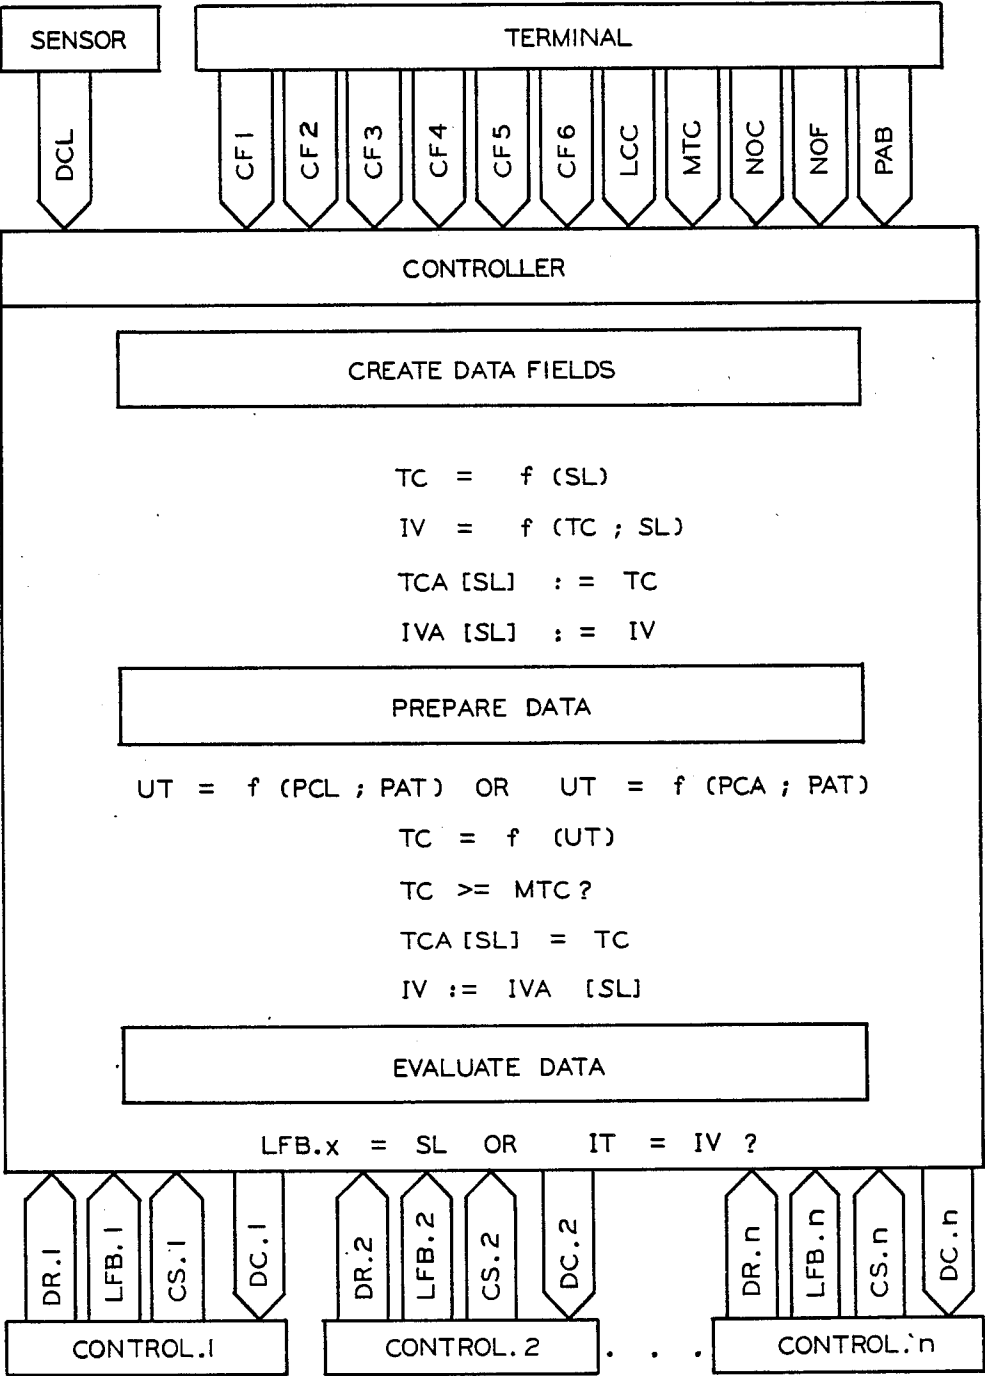 SENSOR
TERMINAL
DCL
CF1
CF2
CF3
CF4
CF5
CF6
LCC
MTC
NOC
NOF
PAB
CONTROLLER
CREATE DATA FIELDS
TC = f (SL)
IV = f (TC ; SL)
TCA [SL] := TC
IVA [SL] := IV
PREPARE DATA
UT = f (PCL ; PAT) OR UT = f (PCA ; PAT)
TC = f (UT)
TC >= MTC ?
TCA [SL] = TC
IV := IVA [SL]
EVALUATE DATA
LFB.x = SL OR IT = IV ?
DR.1
LFB.1
CS.1
DC.1
DR.2
LFB.2
CS.2
DC.2
DR.n
LFB.n
CS.n
DC.n
CONTROL.1
CONTROL.2
. . .
CONTROL.n